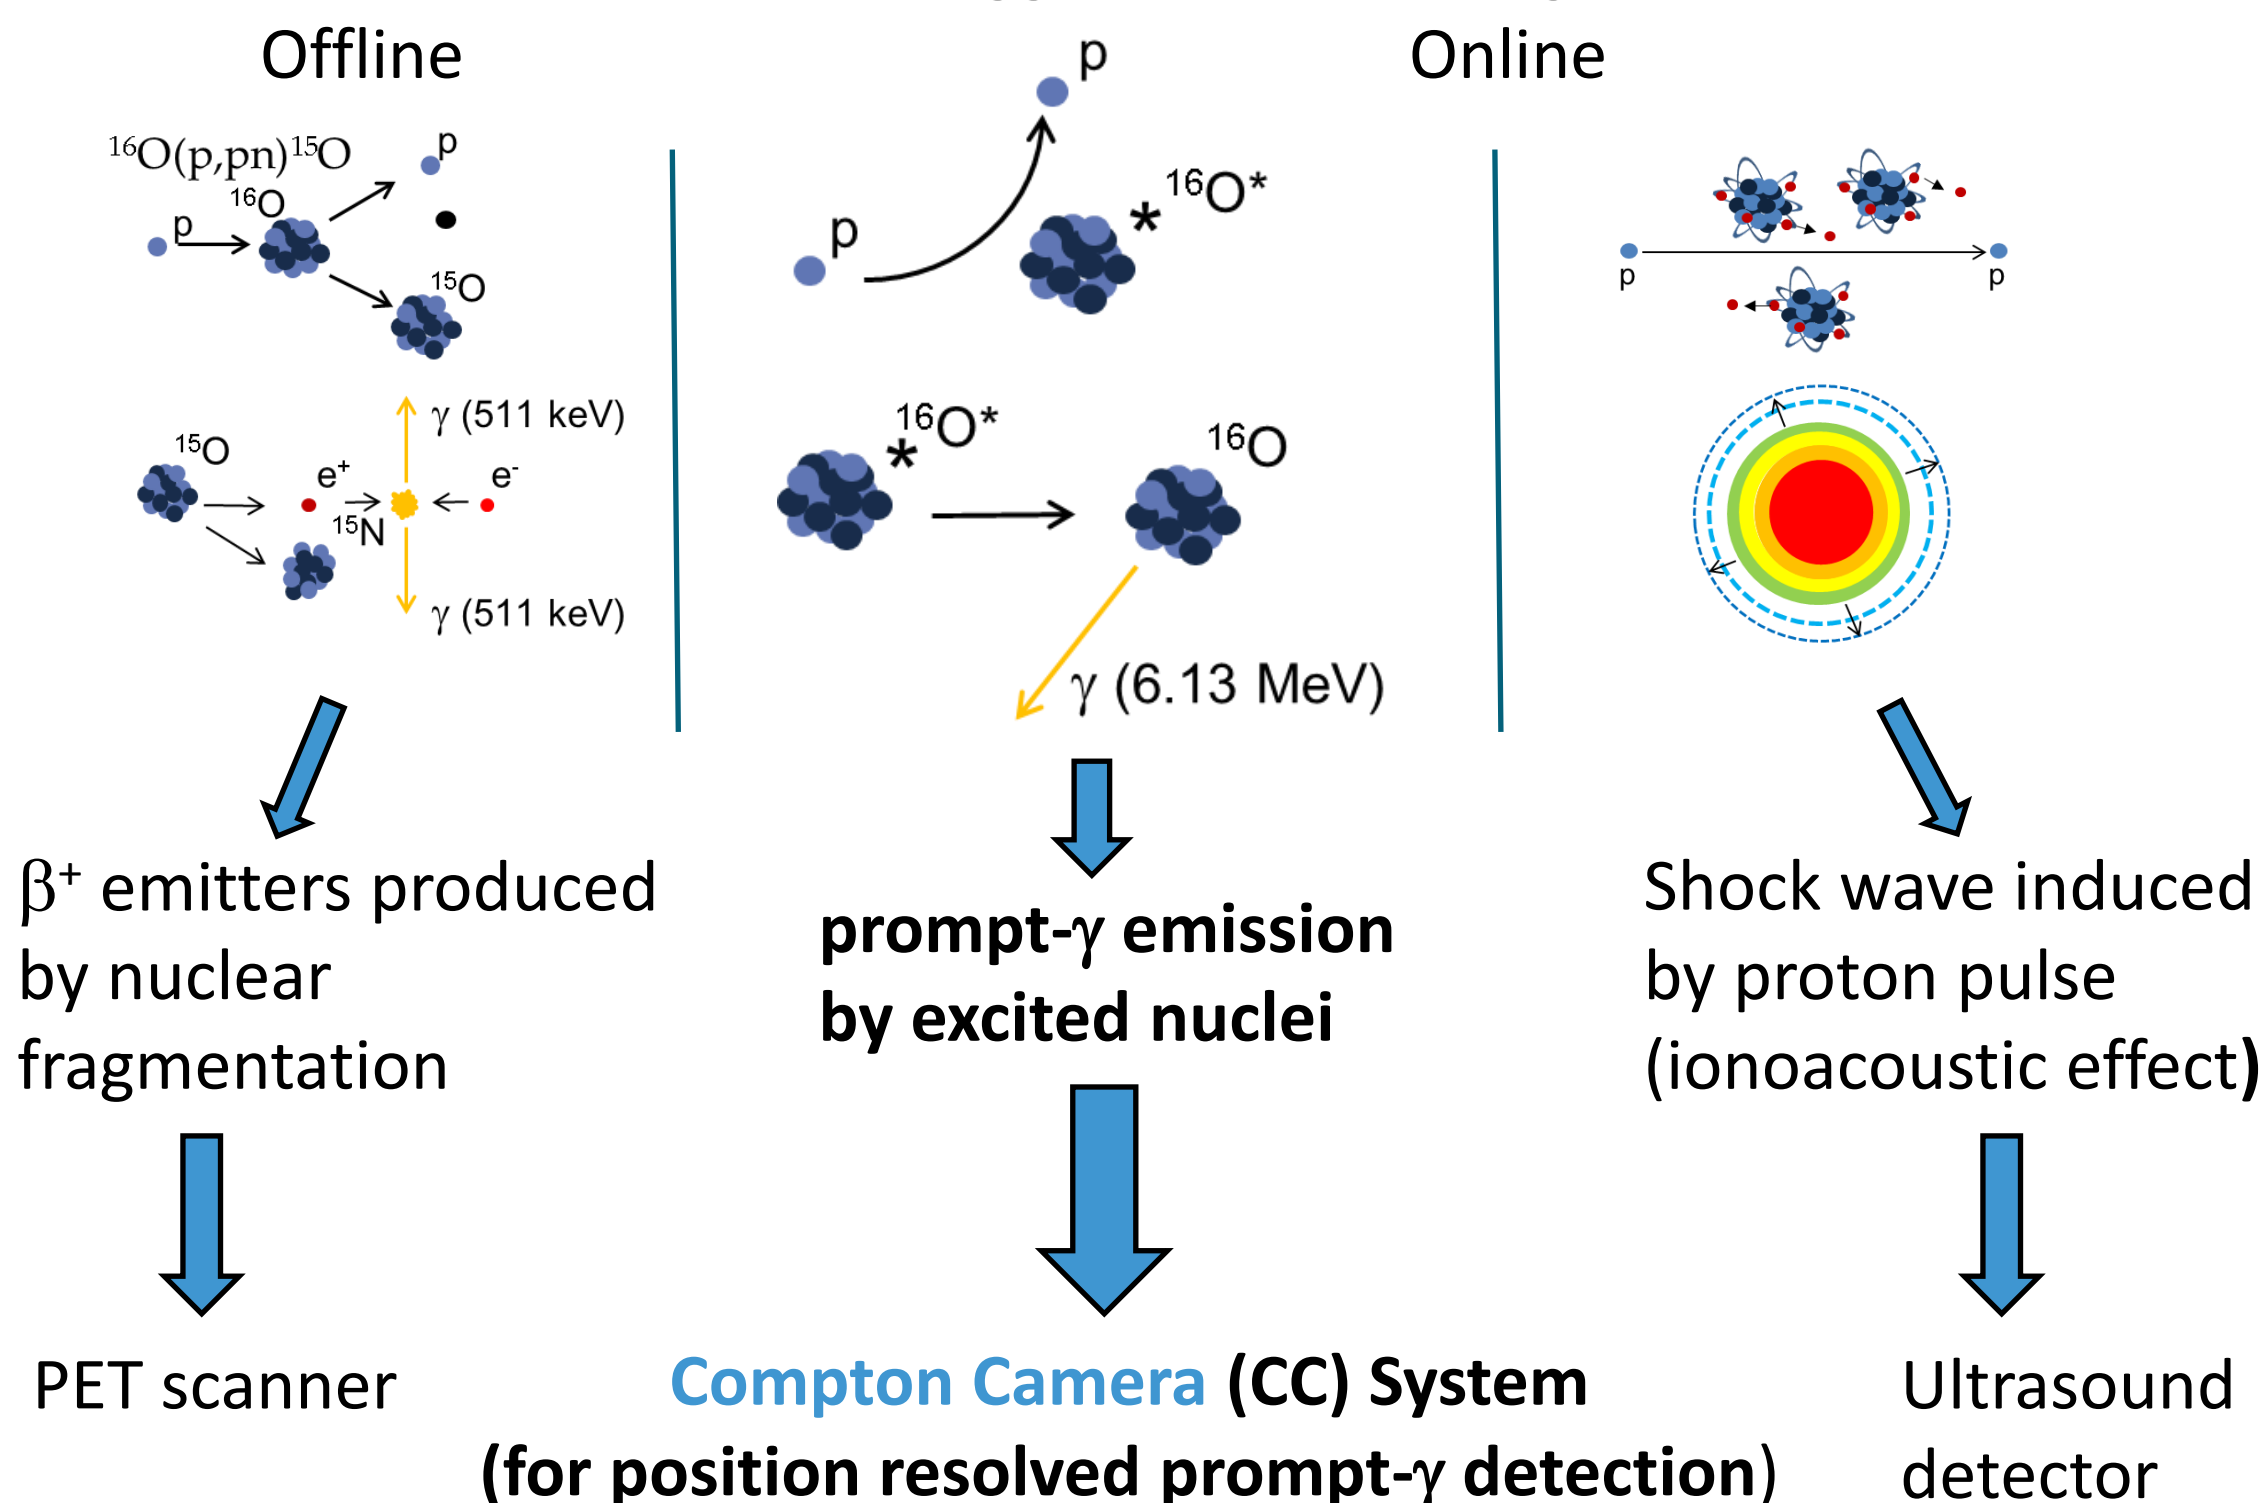 Offline
Online
¹⁶O(p,pn)¹⁵O
p
¹⁶O
p
¹⁵O
γ (511 keV)
¹⁵O
e⁺
e⁻
¹⁵N
γ (511 keV)
p
¹⁶O*
*
p
¹⁶O*
*
¹⁶O
γ (6.13 MeV)
p
p
β⁺ emitters produced
by nuclear
fragmentation
prompt-γ emission
by excited nuclei
Shock wave induced
by proton pulse
(ionoacoustic effect)
PET scanner
Compton Camera (CC) System
(for position resolved prompt-γ detection)
Ultrasound
detector